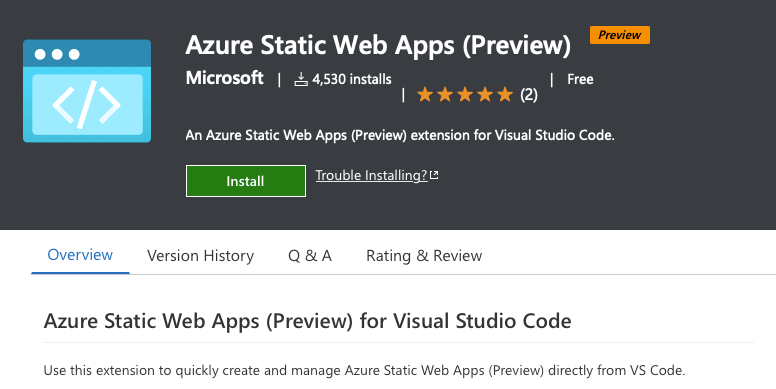 Azure Static Web Apps (Preview) Preview
Microsoft | 4,530 installs | (2) | Free
An Azure Static Web Apps (Preview) extension for Visual Studio Code.
Install Trouble Installing?
Overview Version History Q & A Rating & Review
Azure Static Web Apps (Preview) for Visual Studio Code
Use this extension to quickly create and manage Azure Static Web Apps (Preview) directly from VS Code.